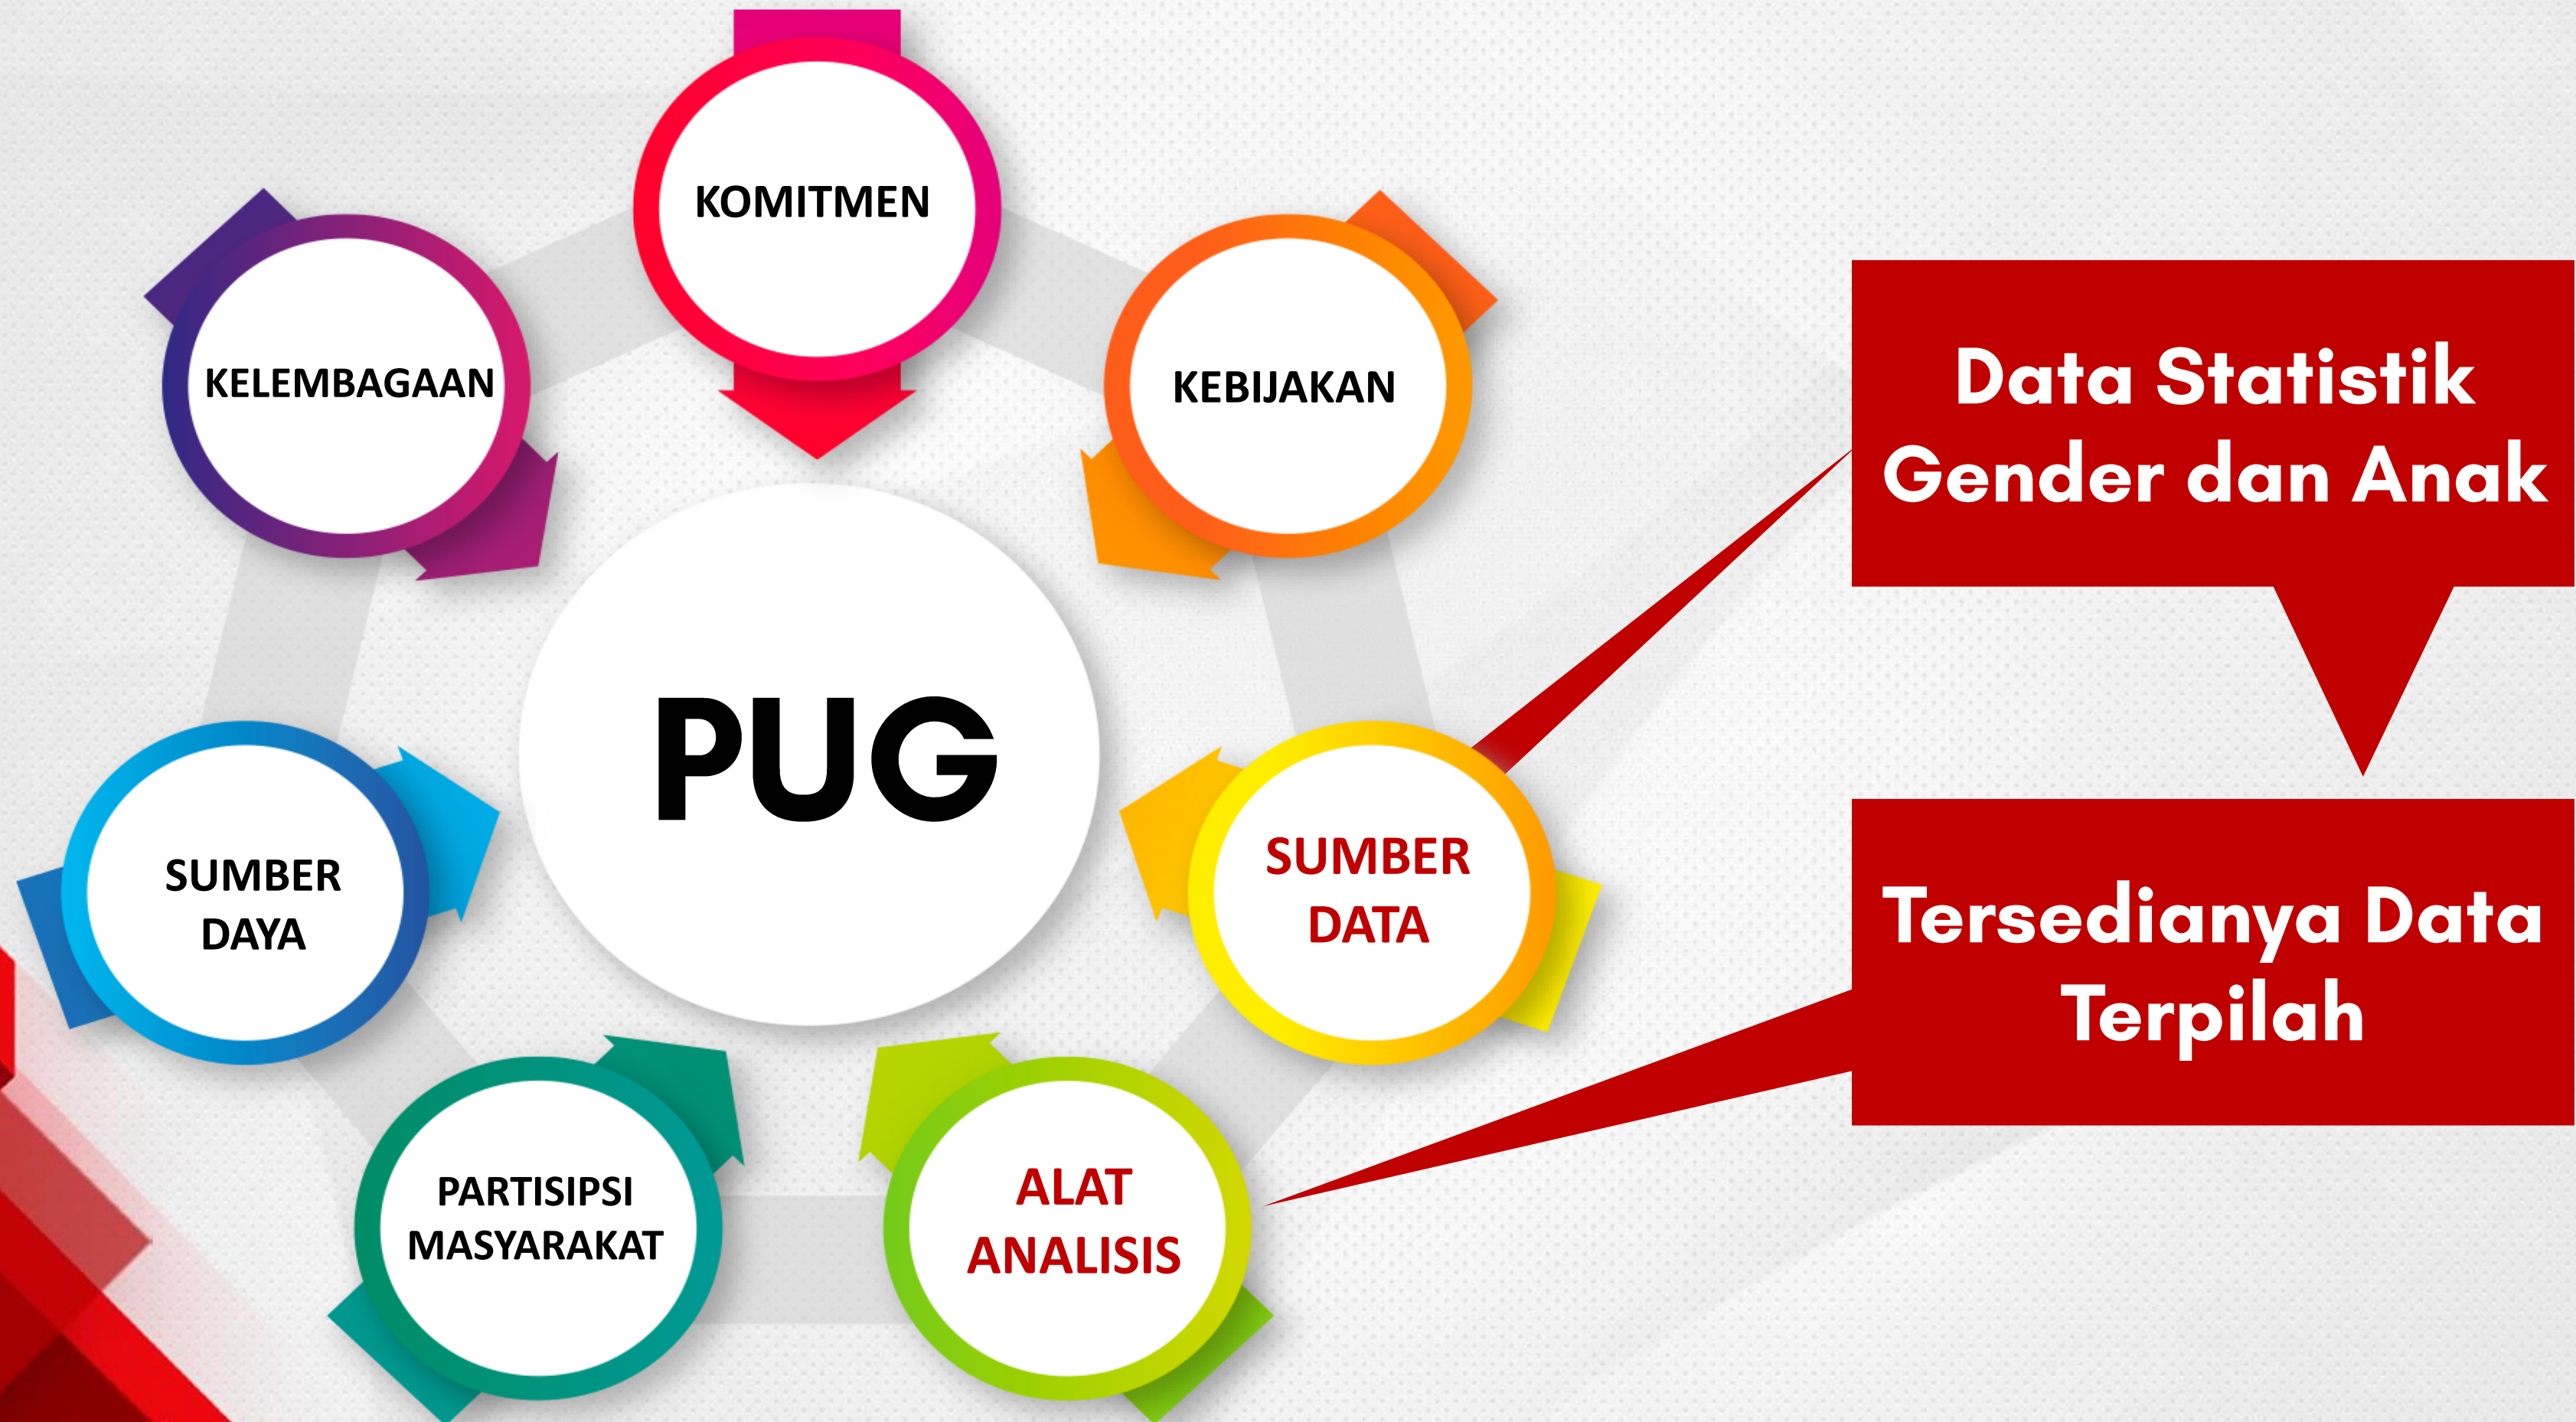 KOMITMEN
KELEMBAGAAN
KEBIJAKAN
PUG
SUMBER
DAYA
SUMBER
DATA
PARTISIPSI
MASYARAKAT
ALAT
ANALISIS
Data Statistik
Gender dan Anak
Tersedianya Data
Terpilah